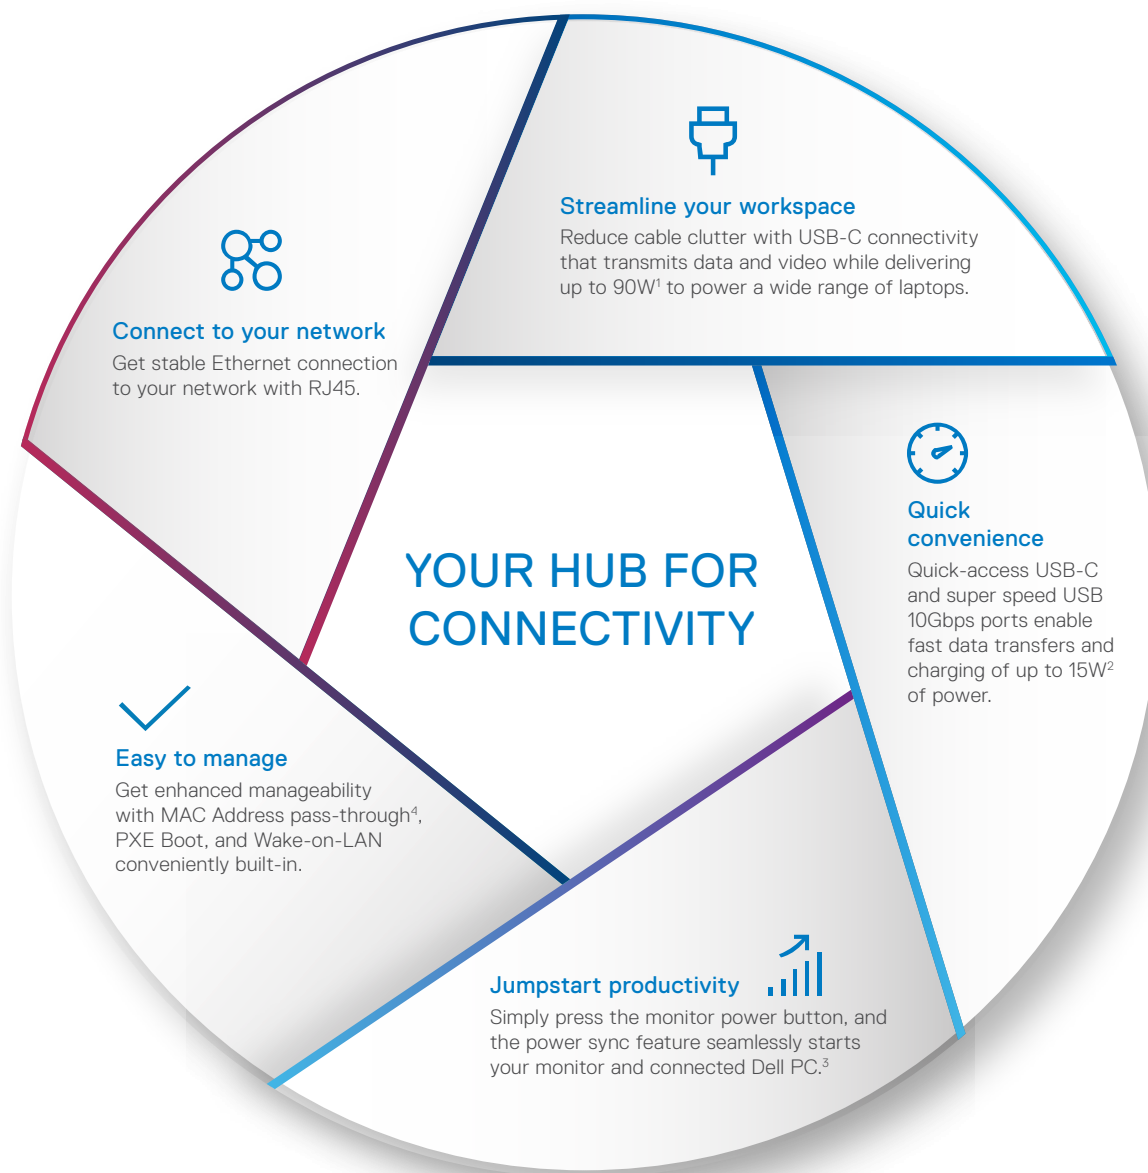 Streamline your workspace
Reduce cable clutter with USB-C connectivity
that transmits data and video while delivering
up to 90W¹ to power a wide range of laptops.
Connect to your network
Get stable Ethernet connection
to your network with RJ45.
Quick
convenience
Quick-access USB-C
and super speed USB
10Gbps ports enable
fast data transfers and
charging of up to 15W²
of power.
YOUR HUB FOR
CONNECTIVITY
Easy to manage
Get enhanced manageability
with MAC Address pass-through⁴,
PXE Boot, and Wake-on-LAN
conveniently built-in.
Jumpstart productivity
Simply press the monitor power button, and
the power sync feature seamlessly starts
your monitor and connected Dell PC.³